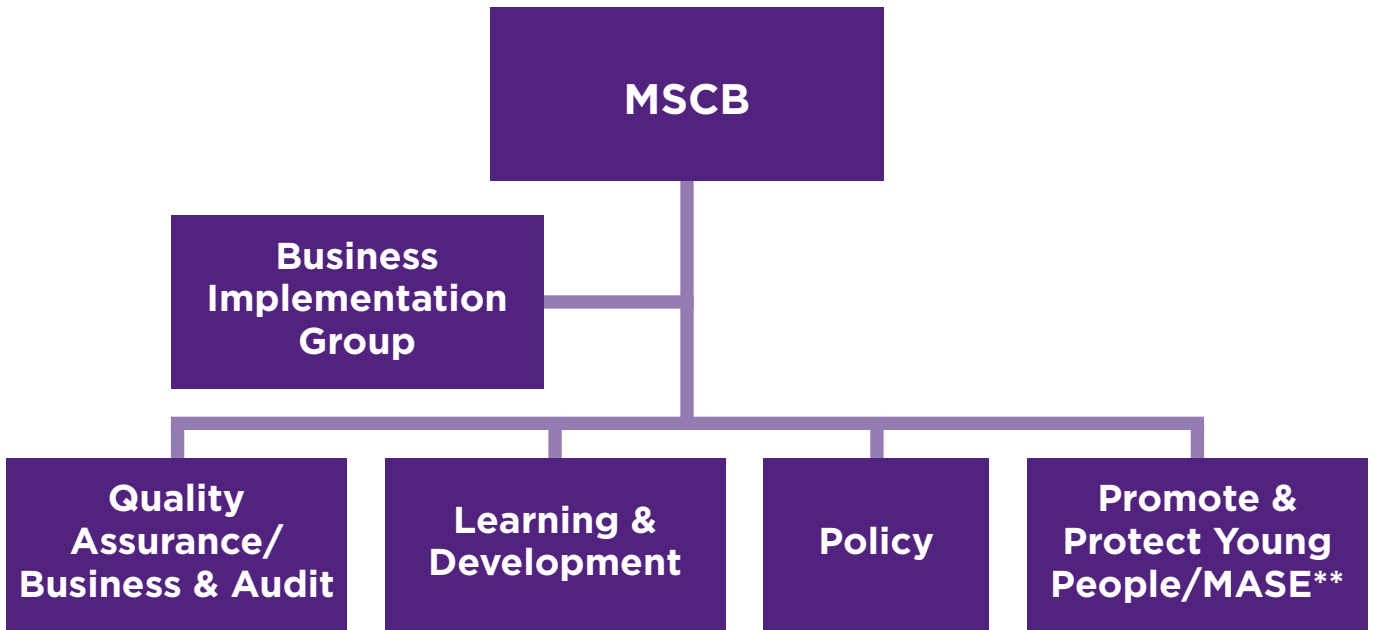 MSCB
Business
Implementation
Group
Quality
Assurance/
Business & Audit
Learning &
Development
Policy
Promote &
Protect Young
People/MASE**